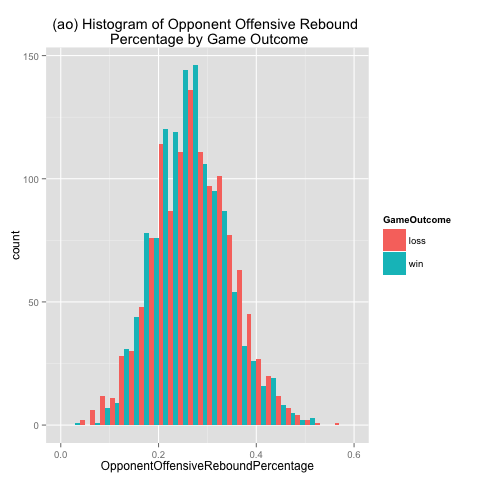 (ao) Histogram of Opponent Offensive Rebound
Percentage by Game Outcome
150
100
50
0
count
0.0
0.2
0.4
0.6
OpponentOffensiveReboundPercentage
GameOutcome
loss
win